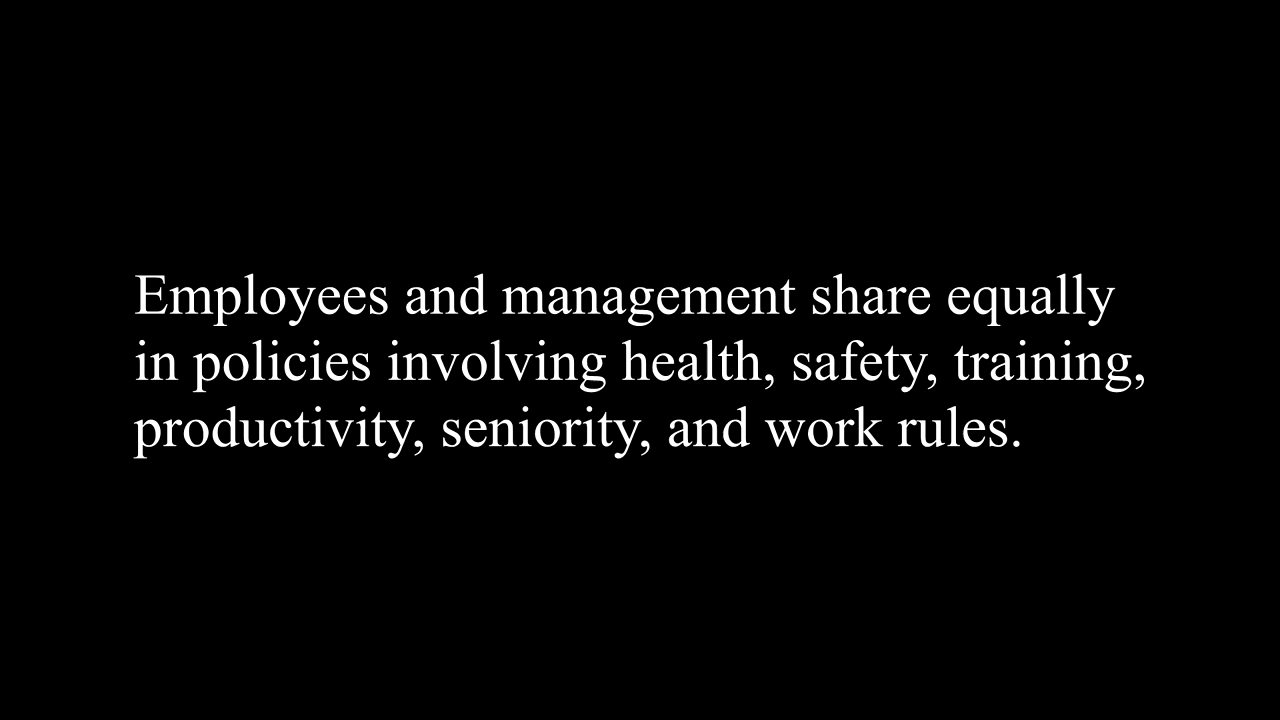 Employees and management share equally
in policies involving health, safety, training,
productivity, seniority, and work rules.